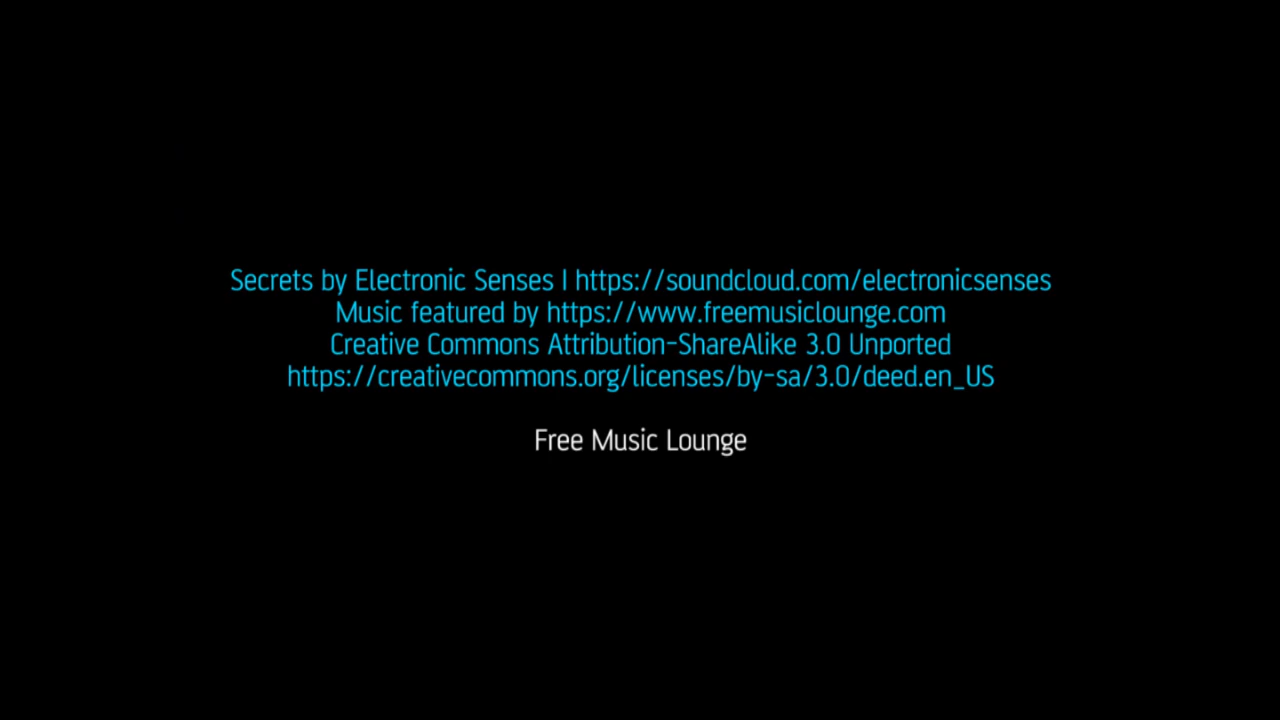 Secrets by Electronic Senses | https://soundcloud.com/electronicsenses
Music featured by https://www.freemusiclounge.com
Creative Commons Attribution-ShareAlike 3.0 Unported
https://creativecommons.org/licenses/by-sa/3.0/deed.en_US
Free Music Lounge